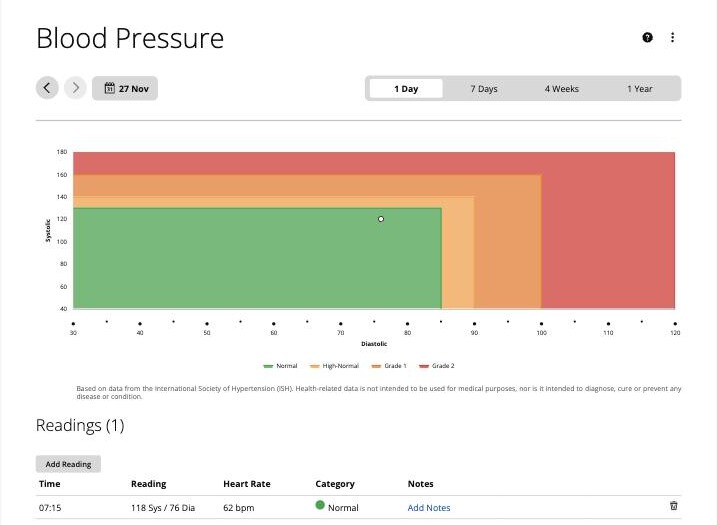 Blood Pressure
?
31 27 Nov
1 Day 7 Days 4 Weeks 1 Year
180
160
140
120
100
80
60
40
Systolic
30 40 50 60 70 80 90 100 110 120
Diastolic
Normal High-Normal Grade 1 Grade 2
Based on data from the International Society of Hypertension (ISH). Health-related data is not intended to be used for medical purposes, nor is it intended to diagnose, cure or prevent any
disease or condition.
Readings (1)
Add Reading
Time Reading Heart Rate Category Notes
07:15 118 Sys / 76 Dia 62 bpm Normal Add Notes